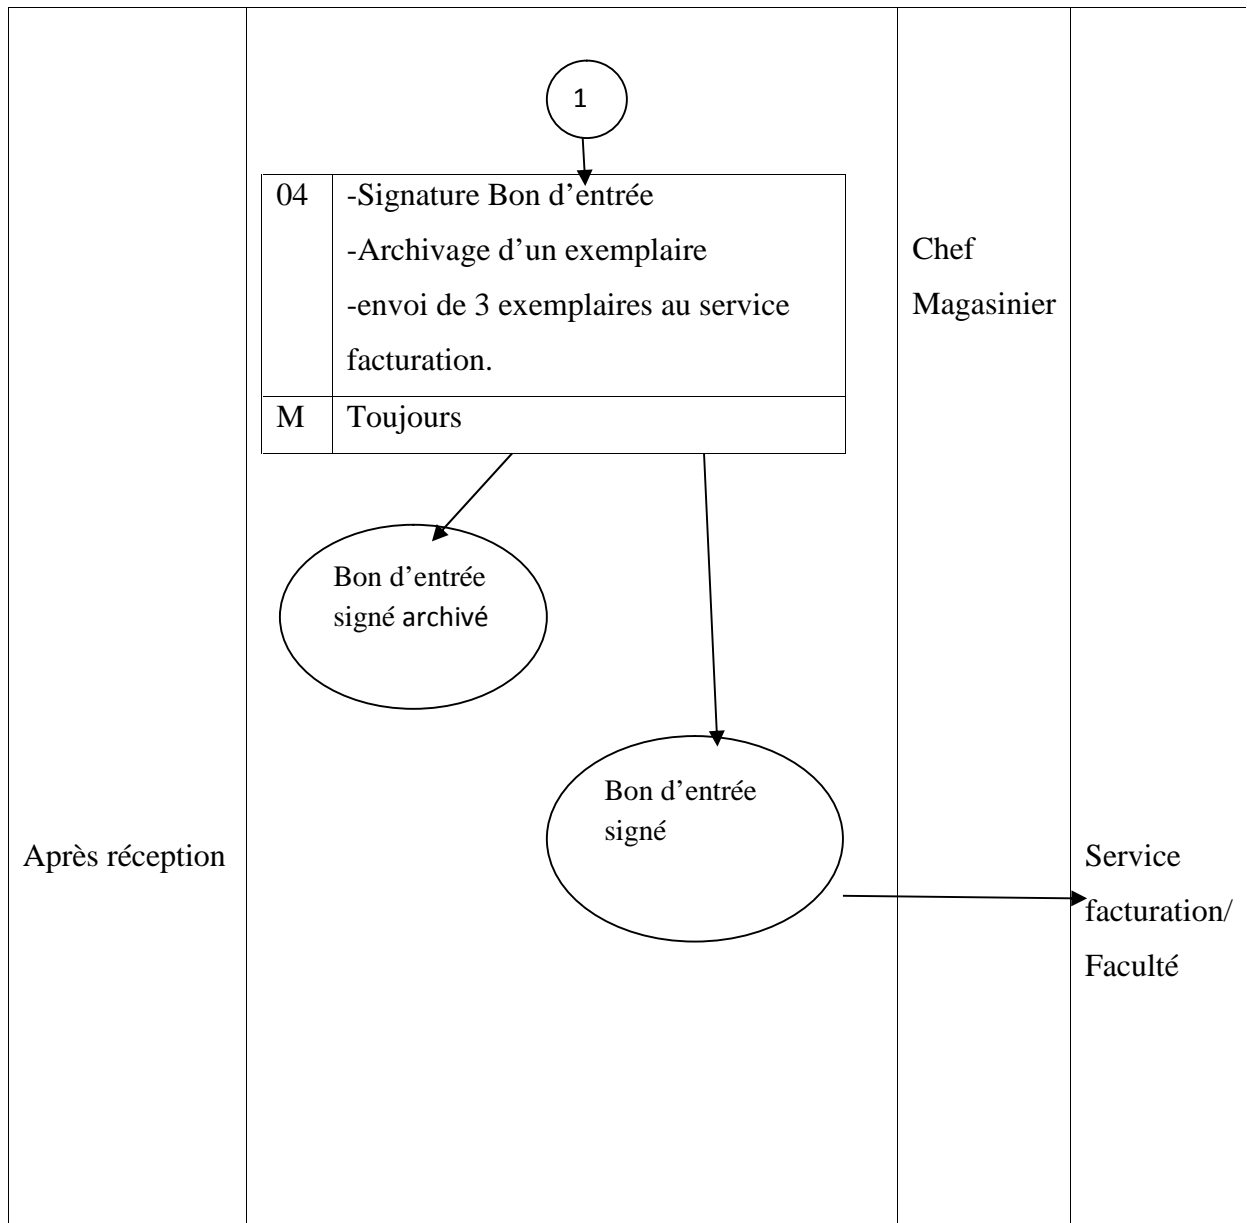 1
04
-Signature Bon d’entrée
-Archivage d’un exemplaire
-envoi de 3 exemplaires au service
facturation.
M
Toujours
Chef
Magasinier
Bon d’entrée
signé archivé
Bon d’entrée
signé
Après réception
Service
facturation/
Faculté